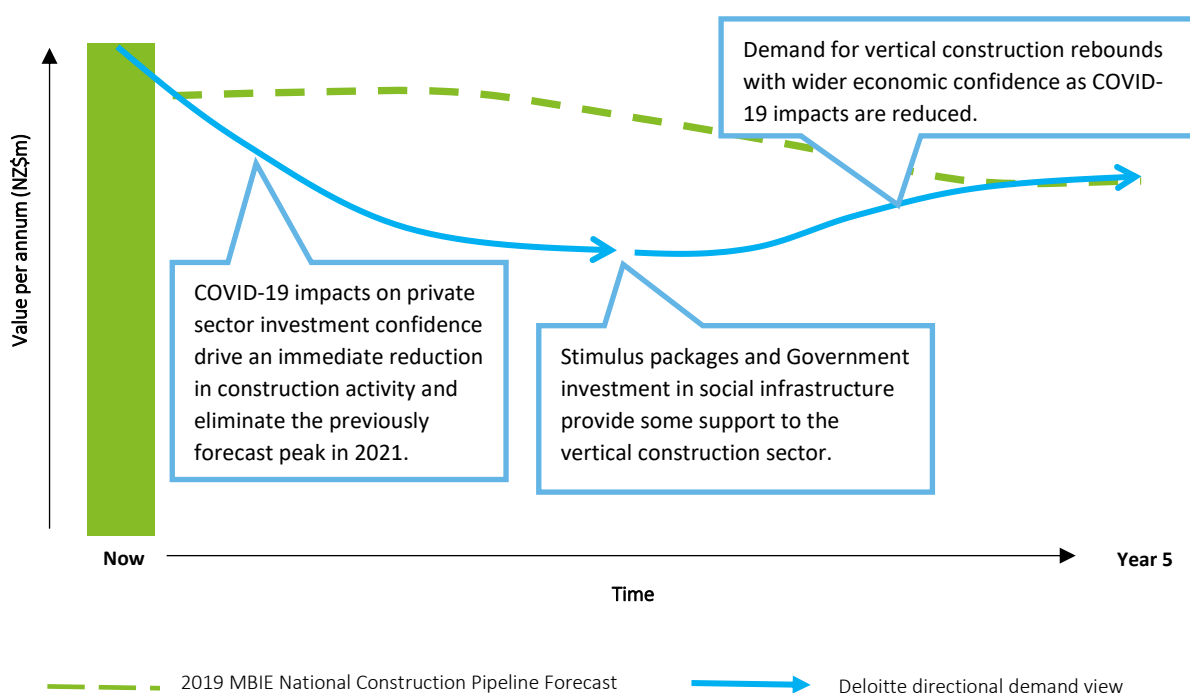 Value per annum (NZ$m)
Demand for vertical construction rebounds
with wider economic confidence as COVID-
19 impacts are reduced.
COVID-19 impacts on private
sector investment confidence
drive an immediate reduction
in construction activity and
eliminate the previously
forecast peak in 2021.
Stimulus packages and Government
investment in social infrastructure
provide some support to the
vertical construction sector.
Now
Year 5
Time
2019 MBIE National Construction Pipeline Forecast
Deloitte directional demand view